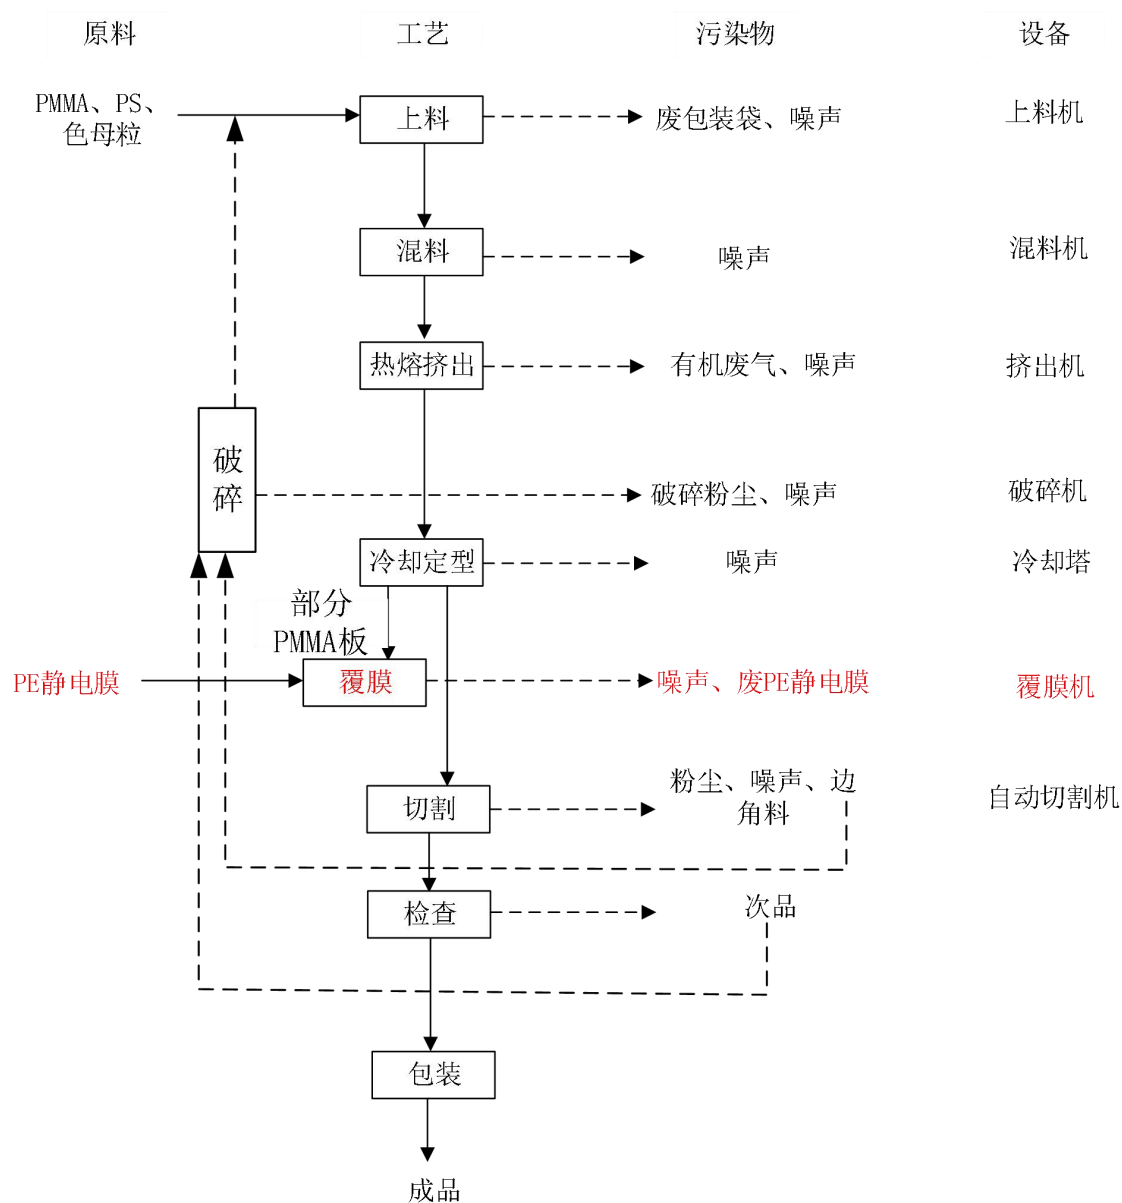 原料 工艺 污染物 设备
PMMA、PS、
色母粒
上料
废包装袋、噪声
上料机
混料
噪声
混料机
热熔挤出
有机废气、噪声
挤出机
破
碎
破碎粉尘、噪声
破碎机
冷却定型
噪声
冷却塔
部分
PMMA板
PE静电膜
覆膜
噪声、废PE静电膜
覆膜机
切割
粉尘、噪声、边
角料
自动切割机
检查
次品
包装
成品